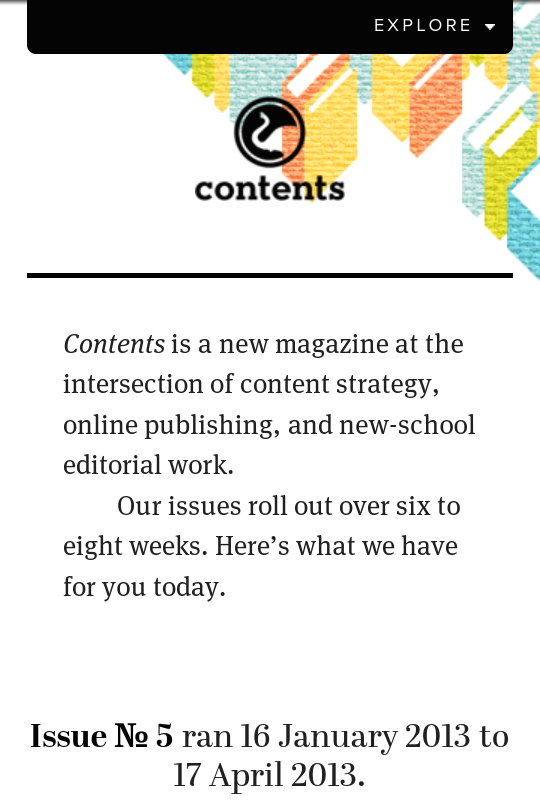 EXPLORE
contents
Contents is a new magazine at the
intersection of content strategy,
online publishing, and new-school
editorial work.
Our issues roll out over six to
eight weeks. Here’s what we have
for you today.
Issue № 5 ran 16 January 2013 to
17 April 2013.